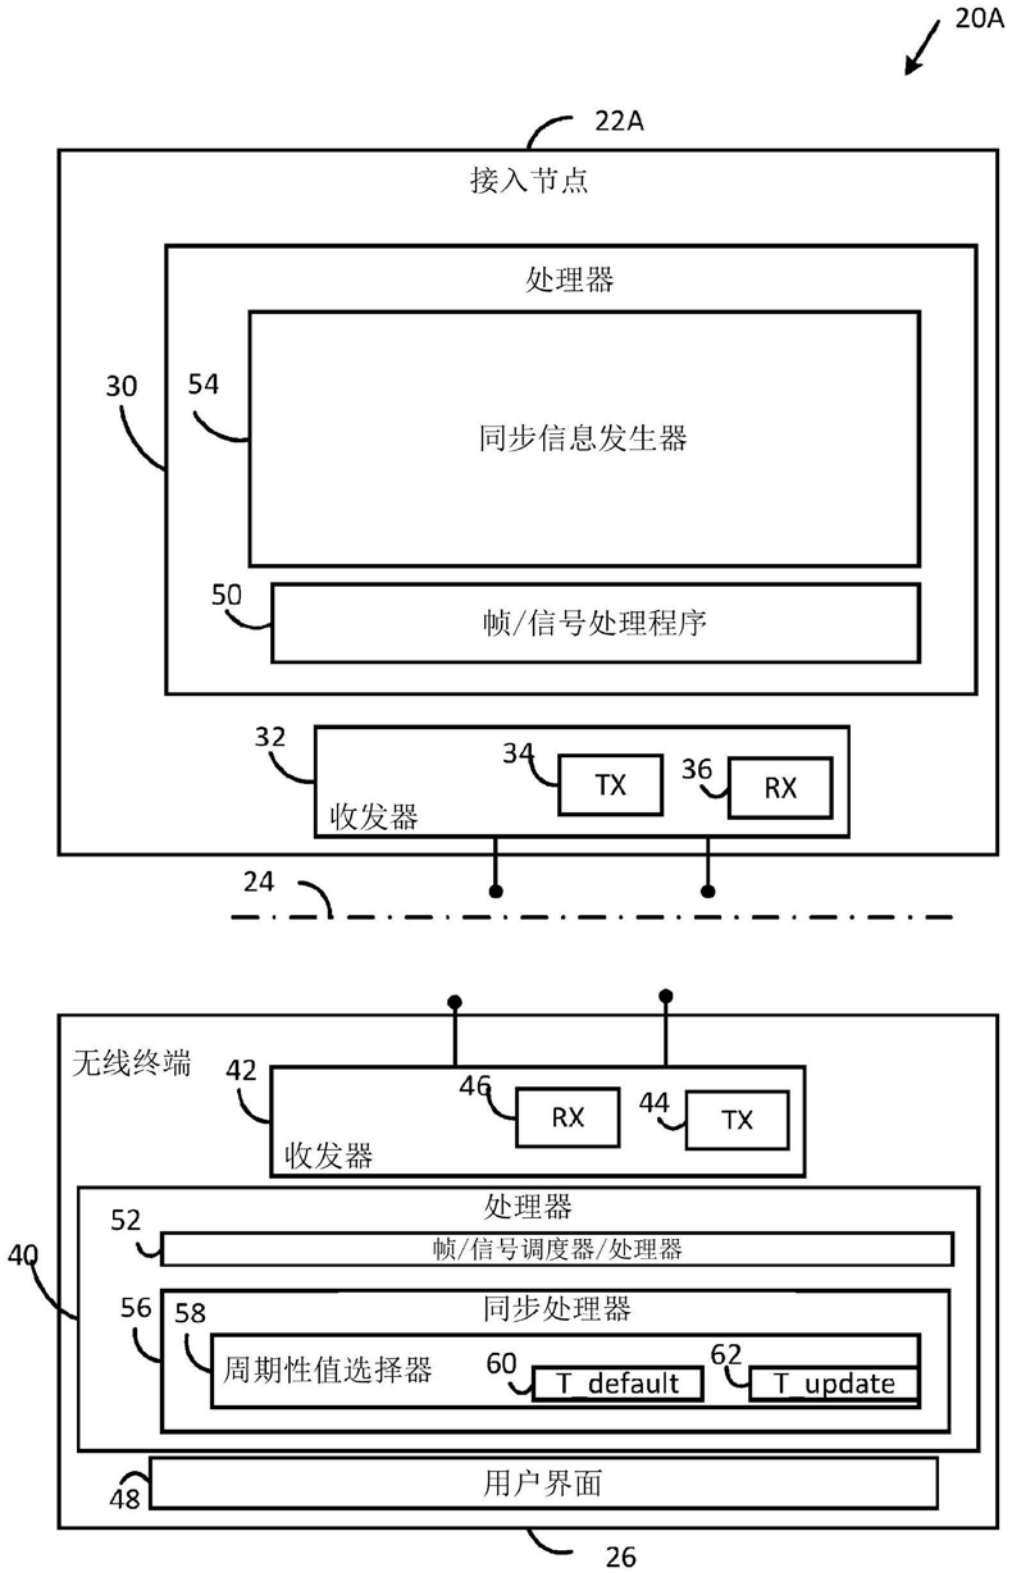 20A
22A
接入节点
处理器
30
54
同步信息发生器
50
帧/信号处理程序
32
34
TX
36
RX
收发器
24
无线终端
42
46
RX
44
TX
收发器
处理器
52
帧/信号调度器/处理器
40
56
同步处理器
58
周期性值选择器
60
T_default
62
T_update
48
用户界面
26